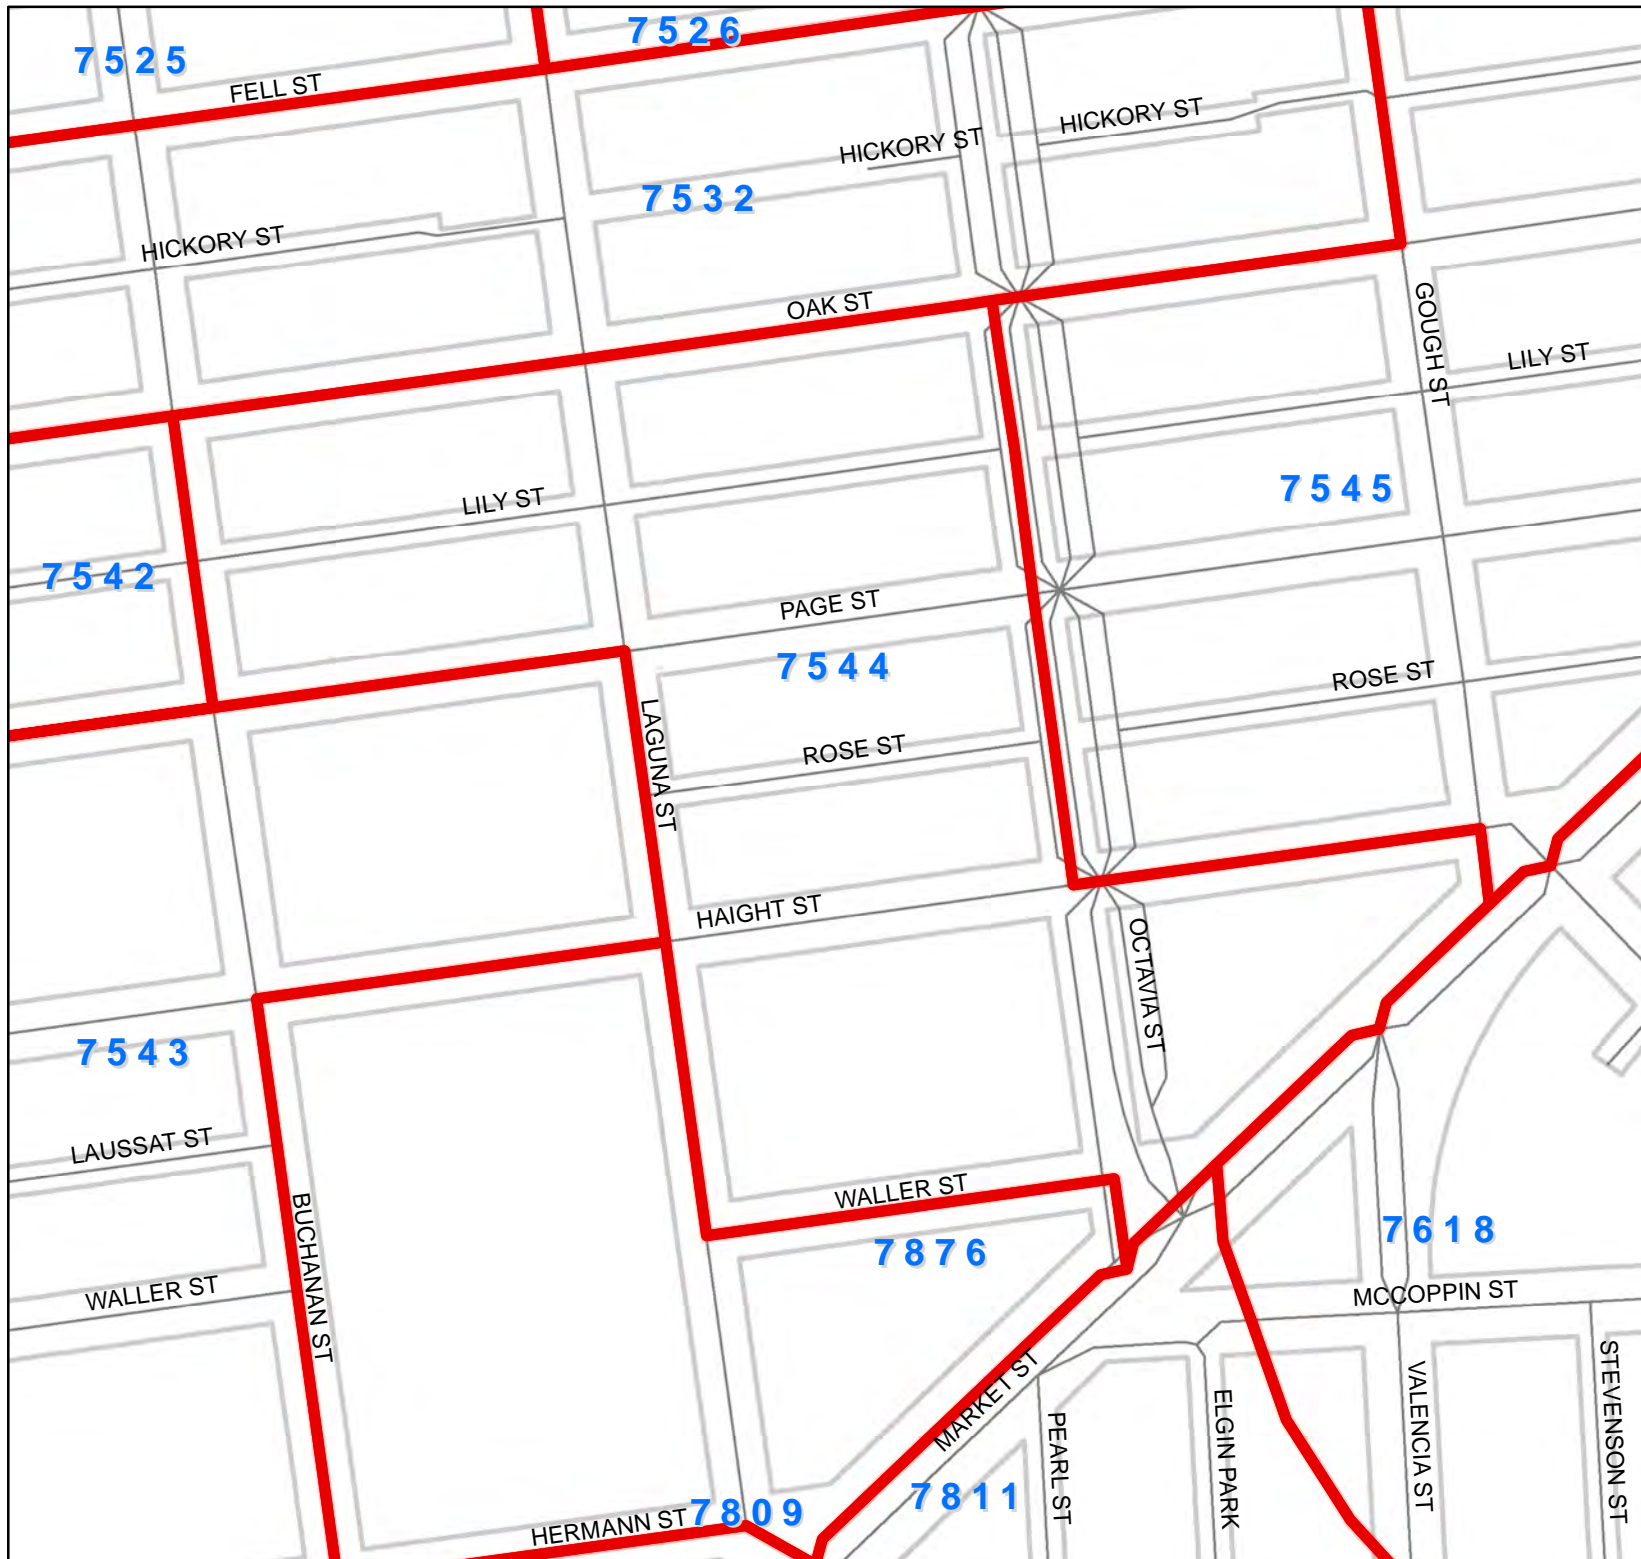 7526
7525
FELL ST
HICKORY ST
HICKORY ST
7532
HICKORY ST
OAK ST
GOUGH ST
LILY ST
7545
LILY ST
7542
PAGE ST
7544
ROSE ST
LAGUNA ST
ROSE ST
HAIGHT ST
OCTAVIA ST
7543
LAUSSAT ST
WALLER ST
BUCHANAN ST
7876
7618
WALLER ST
MCCOPPIN ST
MARKET ST
PEARL ST
ELGIN PARK
VALENCIA ST
STEVENSON ST
7811
7809
HERMANN ST